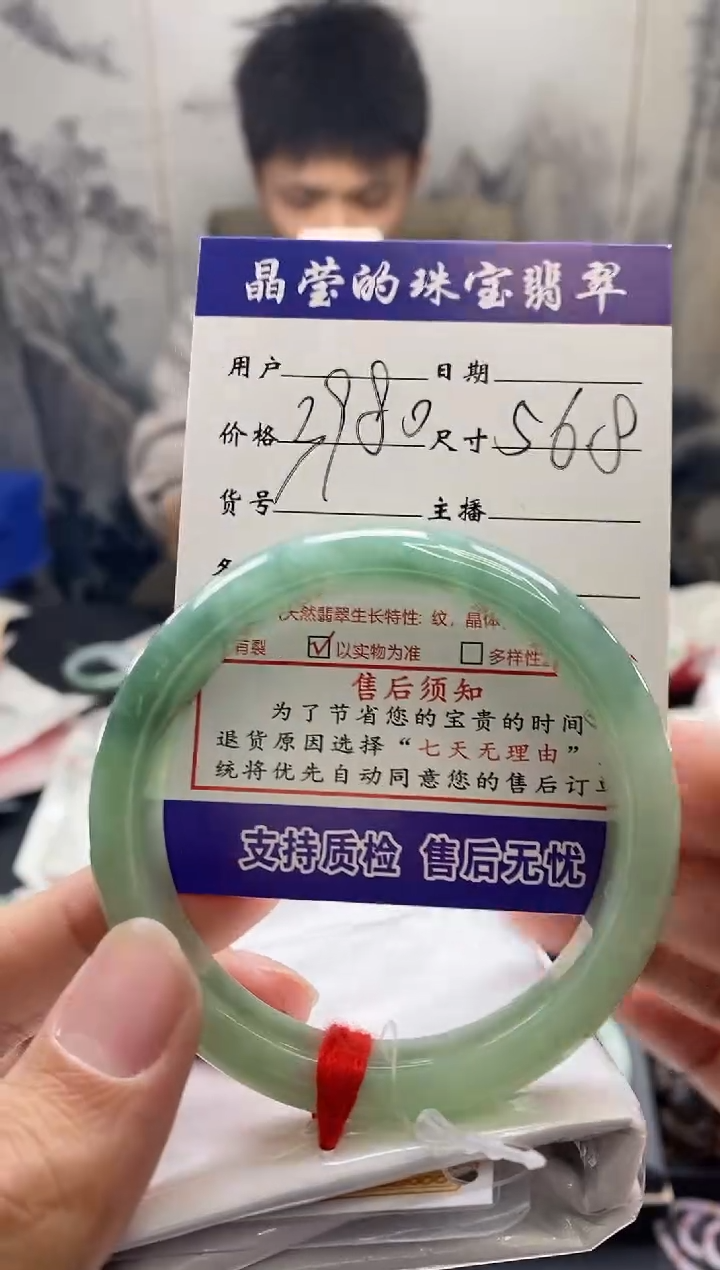 晶莹的珠宝翡翠
用户 日期
价格 2980 尺寸 568
货号 主播
天然翡翠生长特性: 纹, 晶体
有裂 ☑以实物为准 □多样性
售后须知
为了节省您的宝贵的时间
退货原因选择“七天无理由”
统将优先自动同意您的售后订
支持质检 售后无忧